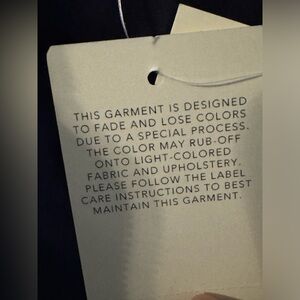 THIS GARMENT IS DESIGNED
TO FADE AND LOSE COLORS
DUE TO A SPECIAL PROCESS.
THE COLOR MAY RUB-OFF
ONTO LIGHT-COLORED
FABRIC AND UPHOLSTERY.
PLEASE FOLLOW THE LABEL
CARE INSTRUCTIONS TO BEST
MAINTAIN THIS GARMENT.